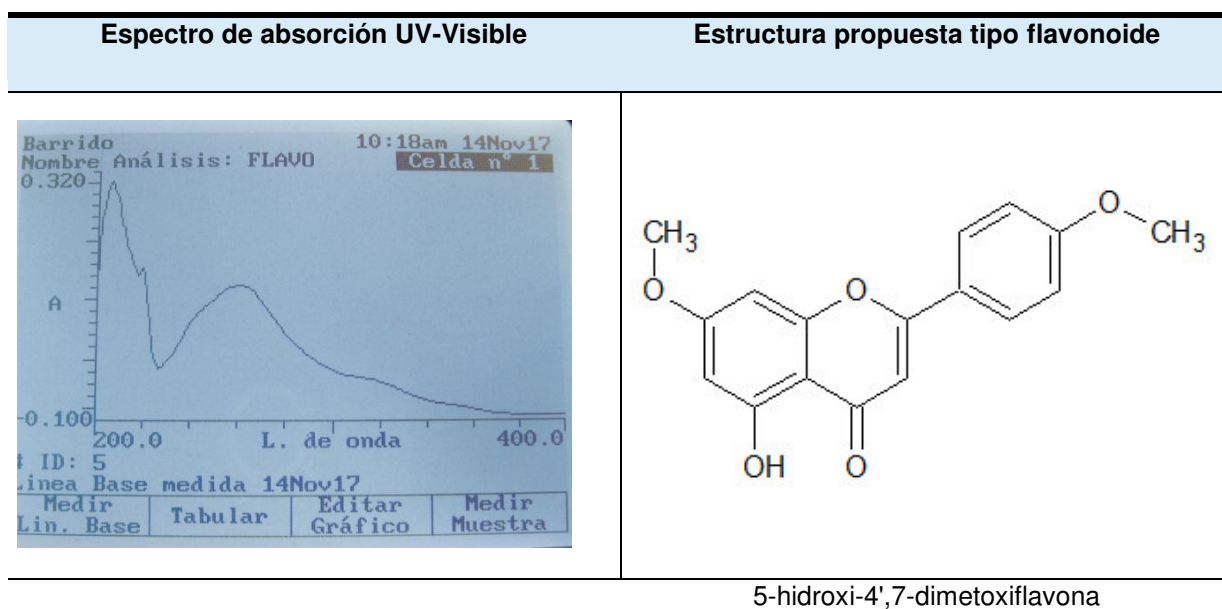 Espectro de absorción UV-Visible
Estructura propuesta tipo flavonoide
Barrido
10:18am 14Nov17
Nombre Análisis: FLAVO
Celda n° 1
0.320
A
-0.100
200.0
L. de onda
400.0
ID: 5
Linea Base medida 14Nov17
Medir
Lin. Base
Tabular
Editar
Gráfico
Medir
Muestra
CH3
O
O
O
CH3
OH
O
5-hidroxi-4',7-dimetoxiflavona